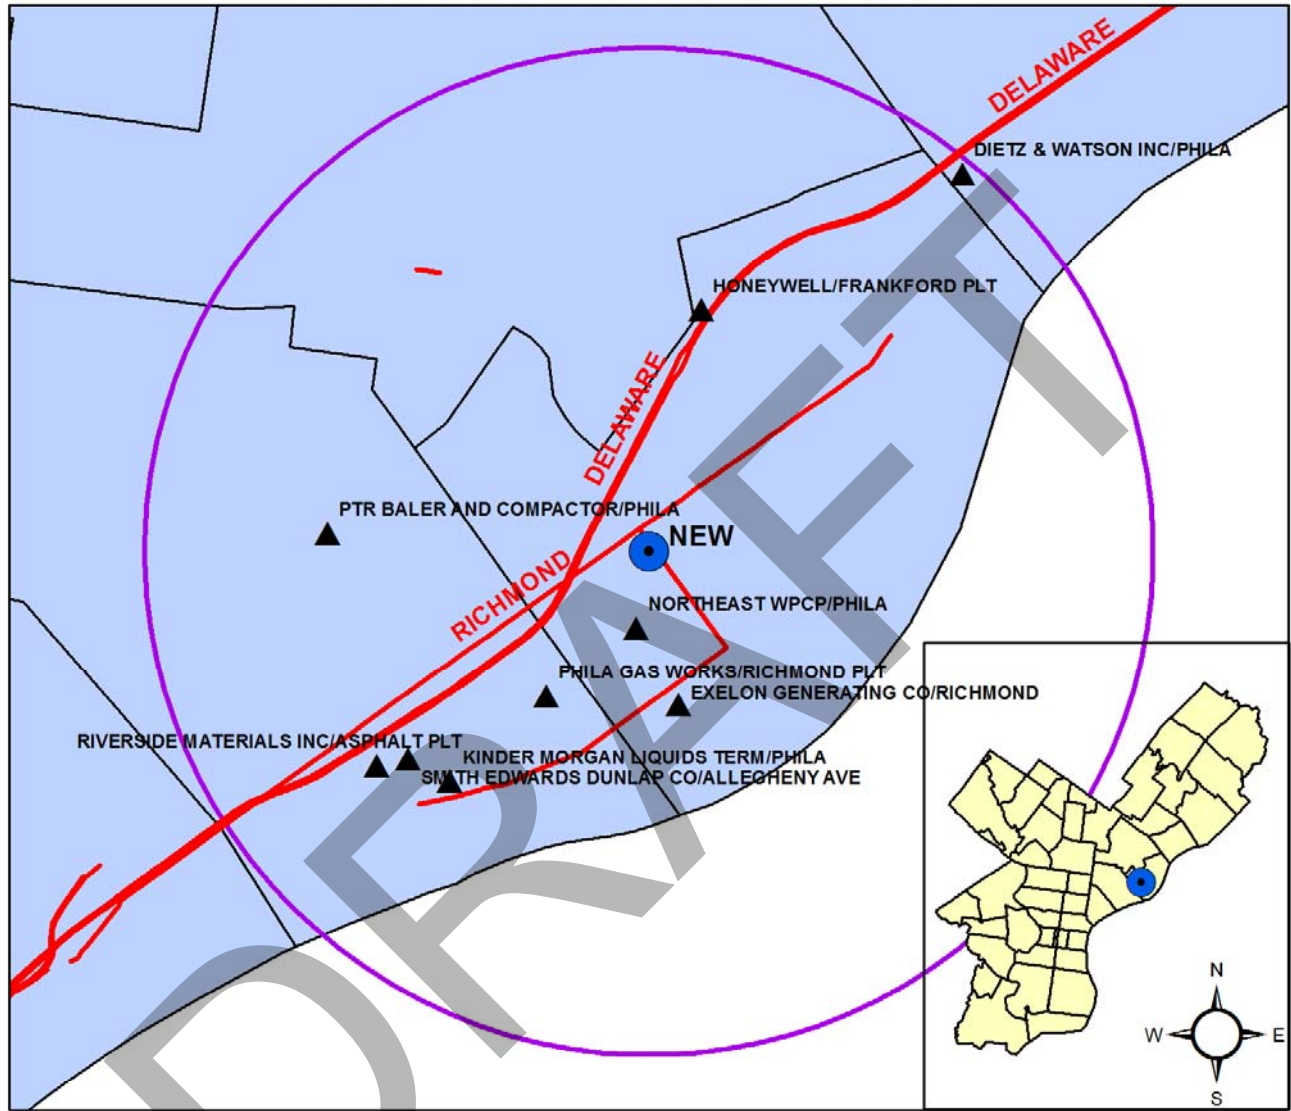 DELAWARE
DIETZ & WATSON INC/PHILA
HONEYWELL/FRANKFORD PLT
DELAWARE
PTR BALER AND COMPACTOR/PHILA
NEW
RICHMOND
NORTHEAST WPCP/PHILA
PHILA GAS WORKS/RICHMOND PLT
EXELON GENERATING CO/RICHMOND
RIVERSIDE MATERIALS INC/ASPHALT PLT
KINDER MORGAN LIQUIDS TERM/PHILA
SMITH EDWARDS DUNLAP CO/ALLEGHENY AVE
DRAFT
N
W
E
S